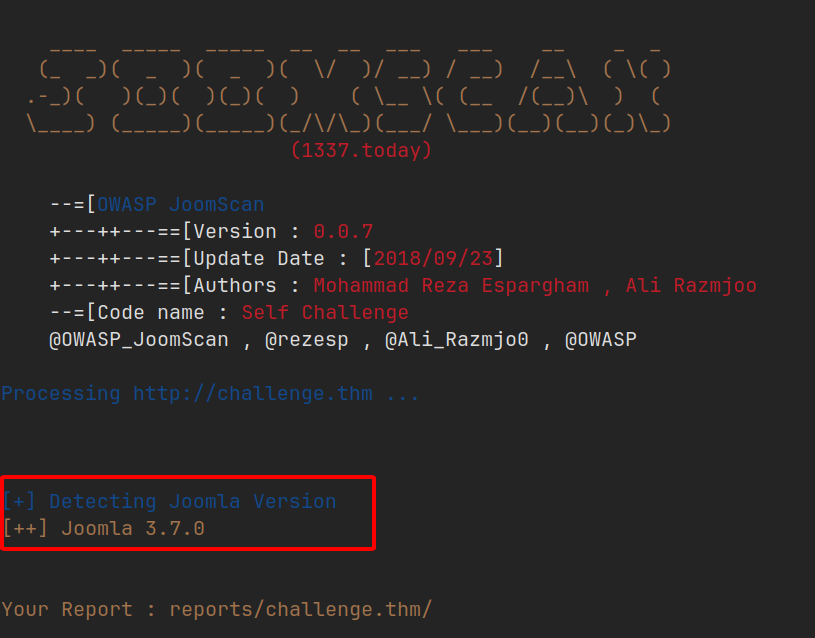 ____  _____  _____  __  __  ___   ___    __    _  _
   (_  _)(  _  )(  _  )(  \/  )/ __) / __)  /__\  ( \( )
  .-_)(   )(_)(  )(_)(  )    ( \__ \( (__  /(__)\  )  (
  \____) (_____)(_____)(_/\/\_)(___/ \___)(__)(__)(_)\_)
                        (1337.today)
    --=[OWASP JoomScan
    +---++---==[Version : 0.0.7
    +---++---==[Update Date : [2018/09/23]
    +---++---==[Authors : Mohammad Reza Espargham , Ali Razmjoo
    --=[Code name : Self Challenge
    @OWASP_JoomScan , @rezesp , @Ali_Razmjo0 , @OWASP
Processing http://challenge.thm ...
[+] Detecting Joomla Version
[++] Joomla 3.7.0
Your Report : reports/challenge.thm/